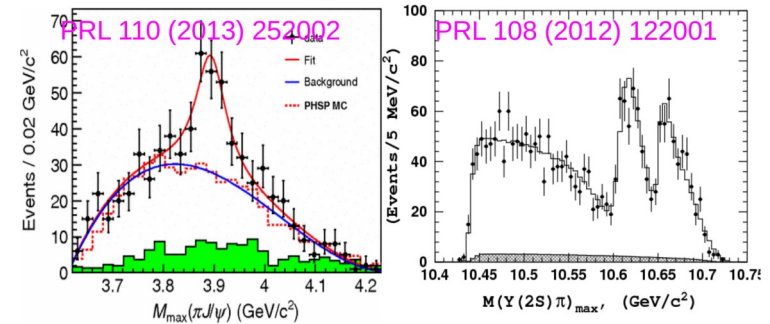 PRL 110 (2013) 252002
data
Fit
Background
PHSP MC
Events / 0.02 GeV/c²
70
60
50
40
30
20
10
0
3.7 3.8 3.9 4 4.1 4.2
M_max(πJ/ψ) (GeV/c²)
PRL 108 (2012) 122001
(Events/5 MeV/c²)
100
80
60
40
20
0
10.4 10.45 10.5 10.55 10.6 10.65 10.7 10.75
M(Y(2S)π)max, (GeV/c²)